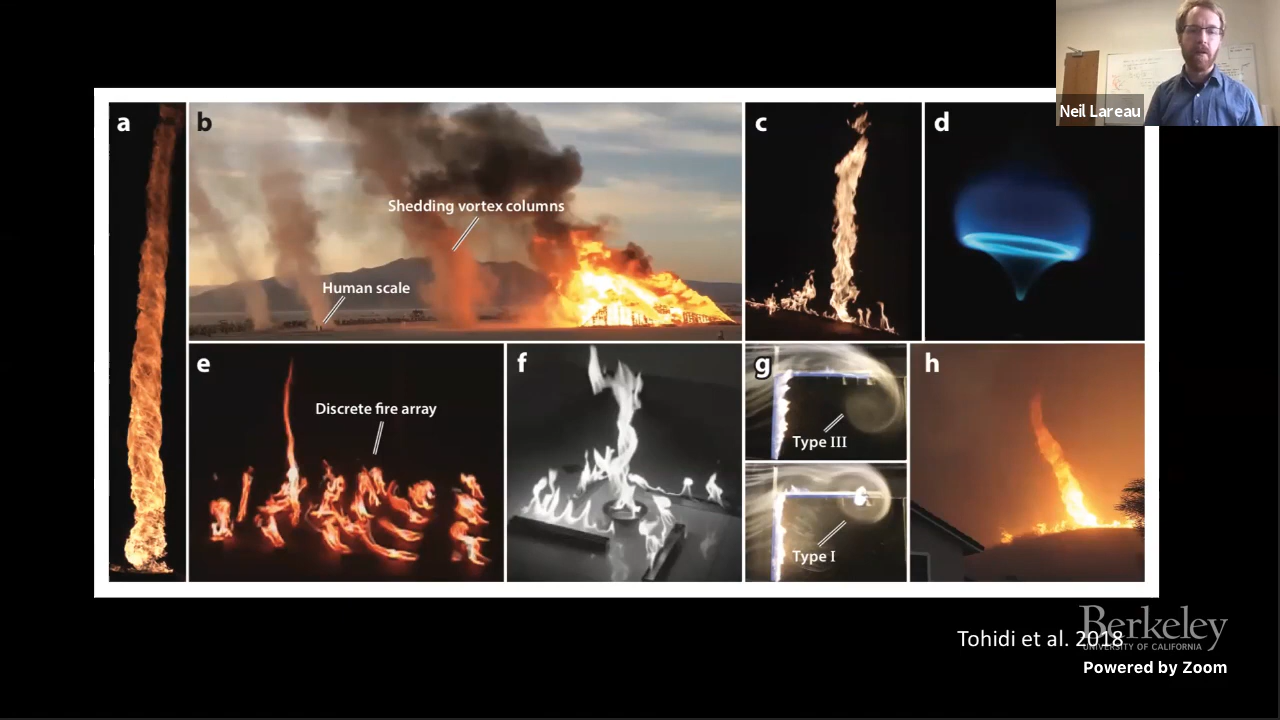 Neil Lareau
a
b
c
d
Shedding vortex columns
Human scale
e
Discrete fire array
f
g
Type III
Type I
h
Tohidi et al. 2018
Berkeley
UNIVERSITY OF CALIFORNIA
Powered by Zoom